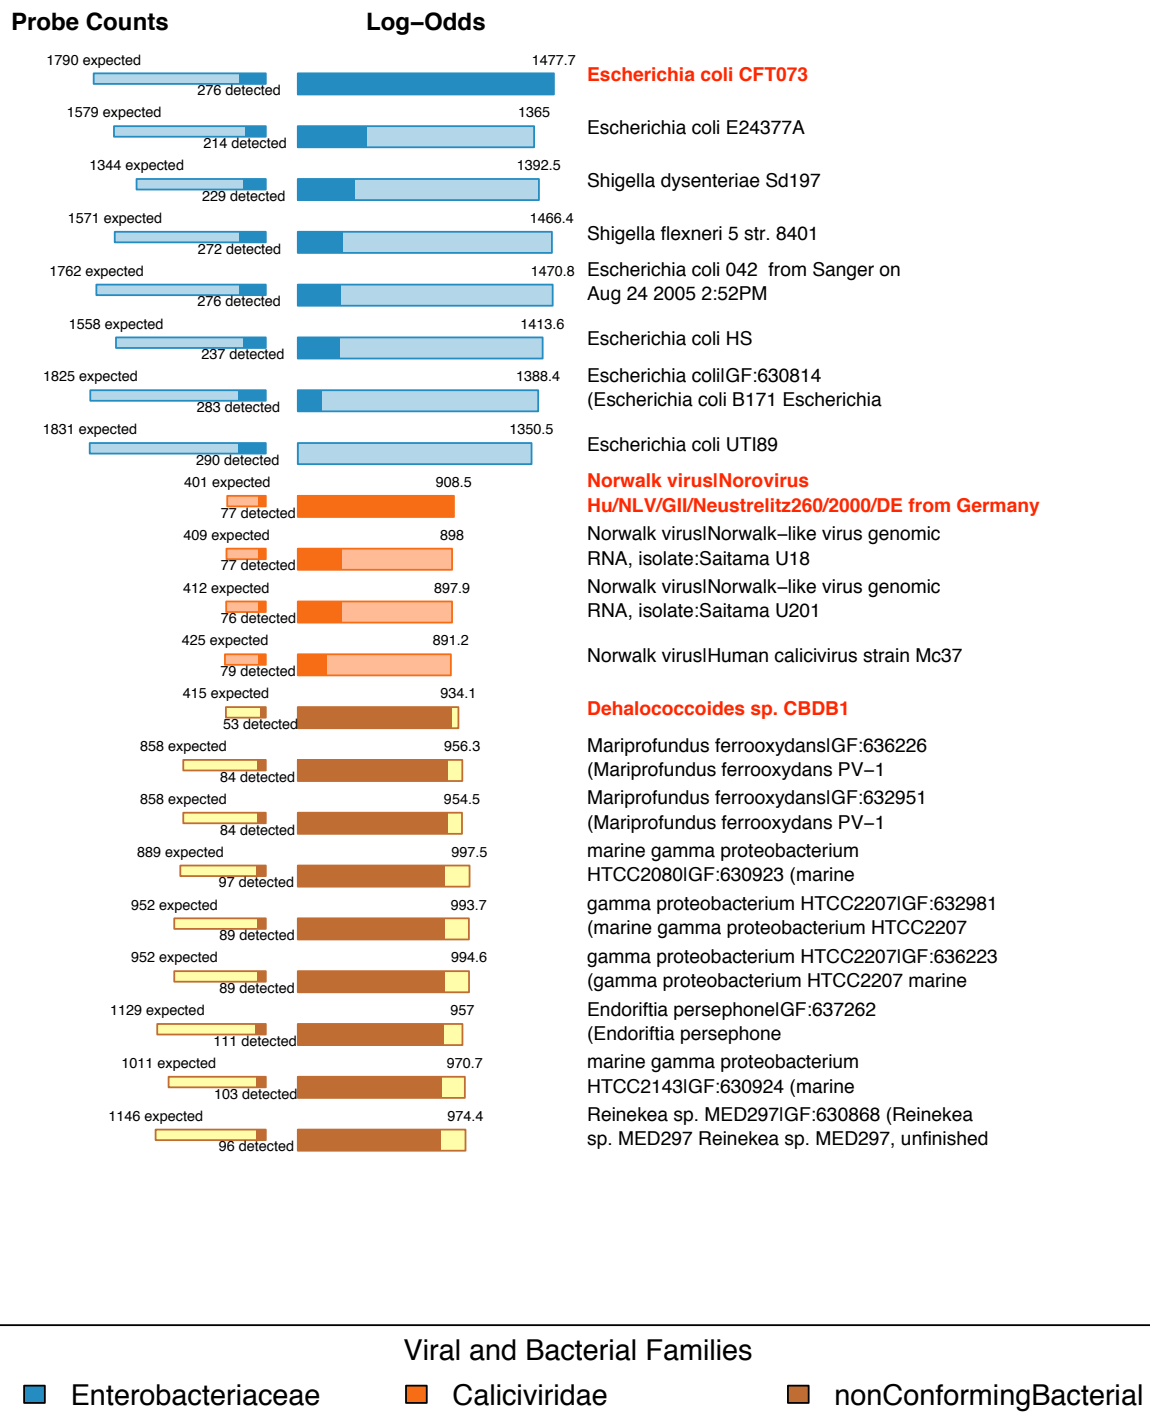 Probe Counts
Log–Odds
1790 expected
276 detected
1477.7
Escherichia coli CFT073
1579 expected
214 detected
1365
Escherichia coli E24377A
1344 expected
229 detected
1392.5
Shigella dysenteriae Sd197
1571 expected
272 detected
1466.4
Shigella flexneri 5 str. 8401
1762 expected
276 detected
1470.8
Escherichia coli 042  from Sanger on
Aug 24 2005 2:52PM
1558 expected
237 detected
1413.6
Escherichia coli HS
1825 expected
283 detected
1388.4
Escherichia coli|GF:630814
(Escherichia coli B171 Escherichia
1831 expected
290 detected
1350.5
Escherichia coli UTI89
401 expected
77 detected
908.5
Norwalk virus|Norovirus
Hu/NLV/GII/Neustrelitz260/2000/DE from Germany
409 expected
77 detected
898
Norwalk virus|Norwalk–like virus genomic
RNA, isolate:Saitama U18
412 expected
76 detected
897.9
Norwalk virus|Norwalk–like virus genomic
RNA, isolate:Saitama U201
425 expected
79 detected
891.2
Norwalk virus|Human calicivirus strain Mc37
415 expected
53 detected
934.1
Dehalococcoides sp. CBDB1
858 expected
84 detected
956.3
Mariprofundus ferrooxydans|GF:636226
(Mariprofundus ferrooxydans PV–1
858 expected
84 detected
954.5
Mariprofundus ferrooxydans|GF:632951
(Mariprofundus ferrooxydans PV–1
889 expected
97 detected
997.5
marine gamma proteobacterium
HTCC2080|GF:630923 (marine
952 expected
89 detected
993.7
gamma proteobacterium HTCC2207|GF:632981
(marine gamma proteobacterium HTCC2207
952 expected
89 detected
994.6
gamma proteobacterium HTCC2207|GF:636223
(gamma proteobacterium HTCC2207 marine
1129 expected
111 detected
957
Endoriftia persephone|GF:637262
(Endoriftia persephone
1011 expected
103 detected
970.7
marine gamma proteobacterium
HTCC2143|GF:630924 (marine
1146 expected
96 detected
974.4
Reinekea sp. MED297|GF:630868 (Reinekea
sp. MED297 Reinekea sp. MED297, unfinished
Viral and Bacterial Families
Enterobacteriaceae
Caliciviridae
nonConformingBacterial